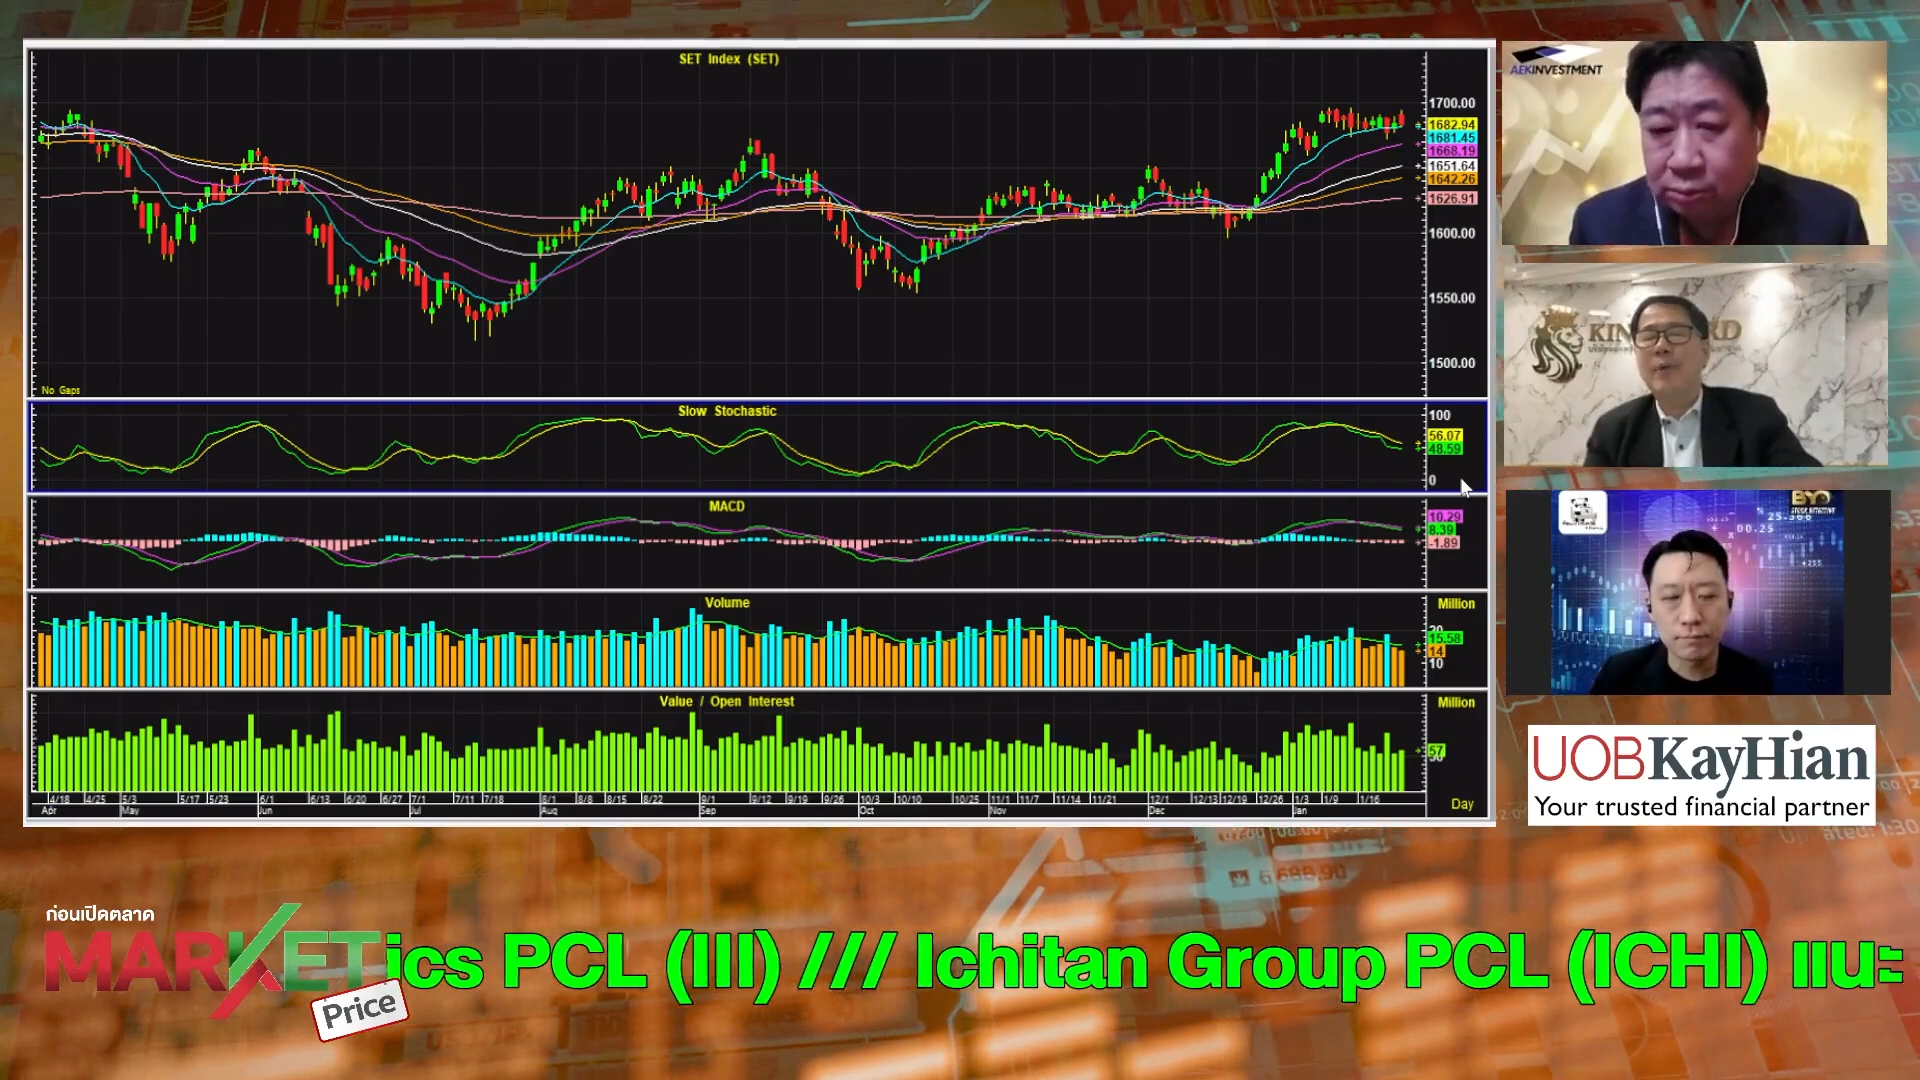 SET Index (SET)
1700.00
1682.94
1681.45
1668.19
1651.64
1642.26
1626.91
1600.00
1550.00
1500.00
No Gaps
Slow Stochastic
100
56.07
48.59
0
MACD
10.29
8.39
-1.89
Volume
Million
20
15.58
14
10
Value / Open Interest
Million
57
4/18 4/25 5/3 5/17 5/23 6/1 6/13 6/20 6/27 7/1 7/11 7/18 8/1 8/8 8/15 8/22 9/1 9/12 9/19 9/26 10/3 10/10 10/25 11/1 11/7 11/14 11/21 12/1 12/13 12/19 12/26 1/3 1/9 1/16
Apr May Jun Jul Aug Sep Oct Nov Dec Jan
Day
AEKINVESTMENT
BYD
25.366
00.25
UOBKayHian
Your trusted financial partner
ก่อนเปิดตลาด
MARKET
Price
ics PCL (III) /// Ichitan Group PCL (ICHI) แนะ